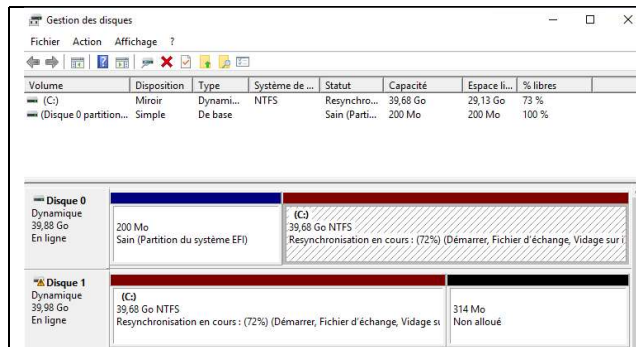 Gestion des disques
Fichier Action Affichage ?
Volume Disposition Type Système de ... Statut Capacité Espace li... % libres
(C:) Miroir Dynami... NTFS Resynchro... 39,68 Go 29,13 Go 73 %
(Disque 0 partition... Simple De base Sain (Parti... 200 Mo 200 Mo 100 %
Disque 0
Dynamique
39,88 Go
En ligne
200 Mo
Sain (Partition du système EFI)
(C:)
39,68 Go NTFS
Resynchronisation en cours : (72%) (Démarrer, Fichier d'échange, Vidage sur i
Disque 1
Dynamique
39,98 Go
En ligne
(C:)
39,68 Go NTFS
Resynchronisation en cours : (72%) (Démarrer, Fichier d'échange, Vidage su
314 Mo
Non alloué